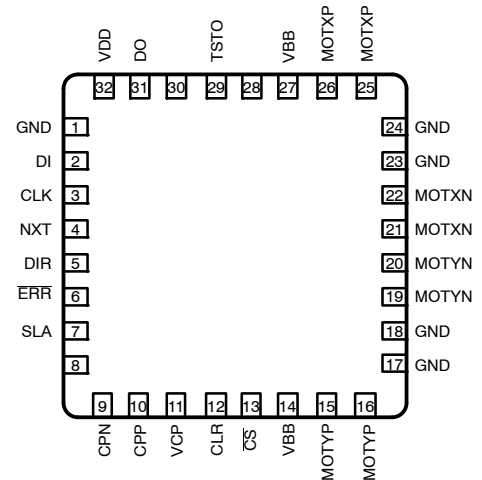 VDD DO TSTO VBB MOTXP MOTXP
32 31 30 29 28 27 26 25
GND 1 24 GND
DI 2 23 GND
CLK 3 22 MOTXN
NXT 4 21 MOTXN
DIR 5 20 MOTYN
ERR 6 19 MOTYN
SLA 7 18 GND
8 17 GND
9 10 11 12 13 14 15 16
CPN CPP VCP CLR CS VBB MOTYP MOTYP